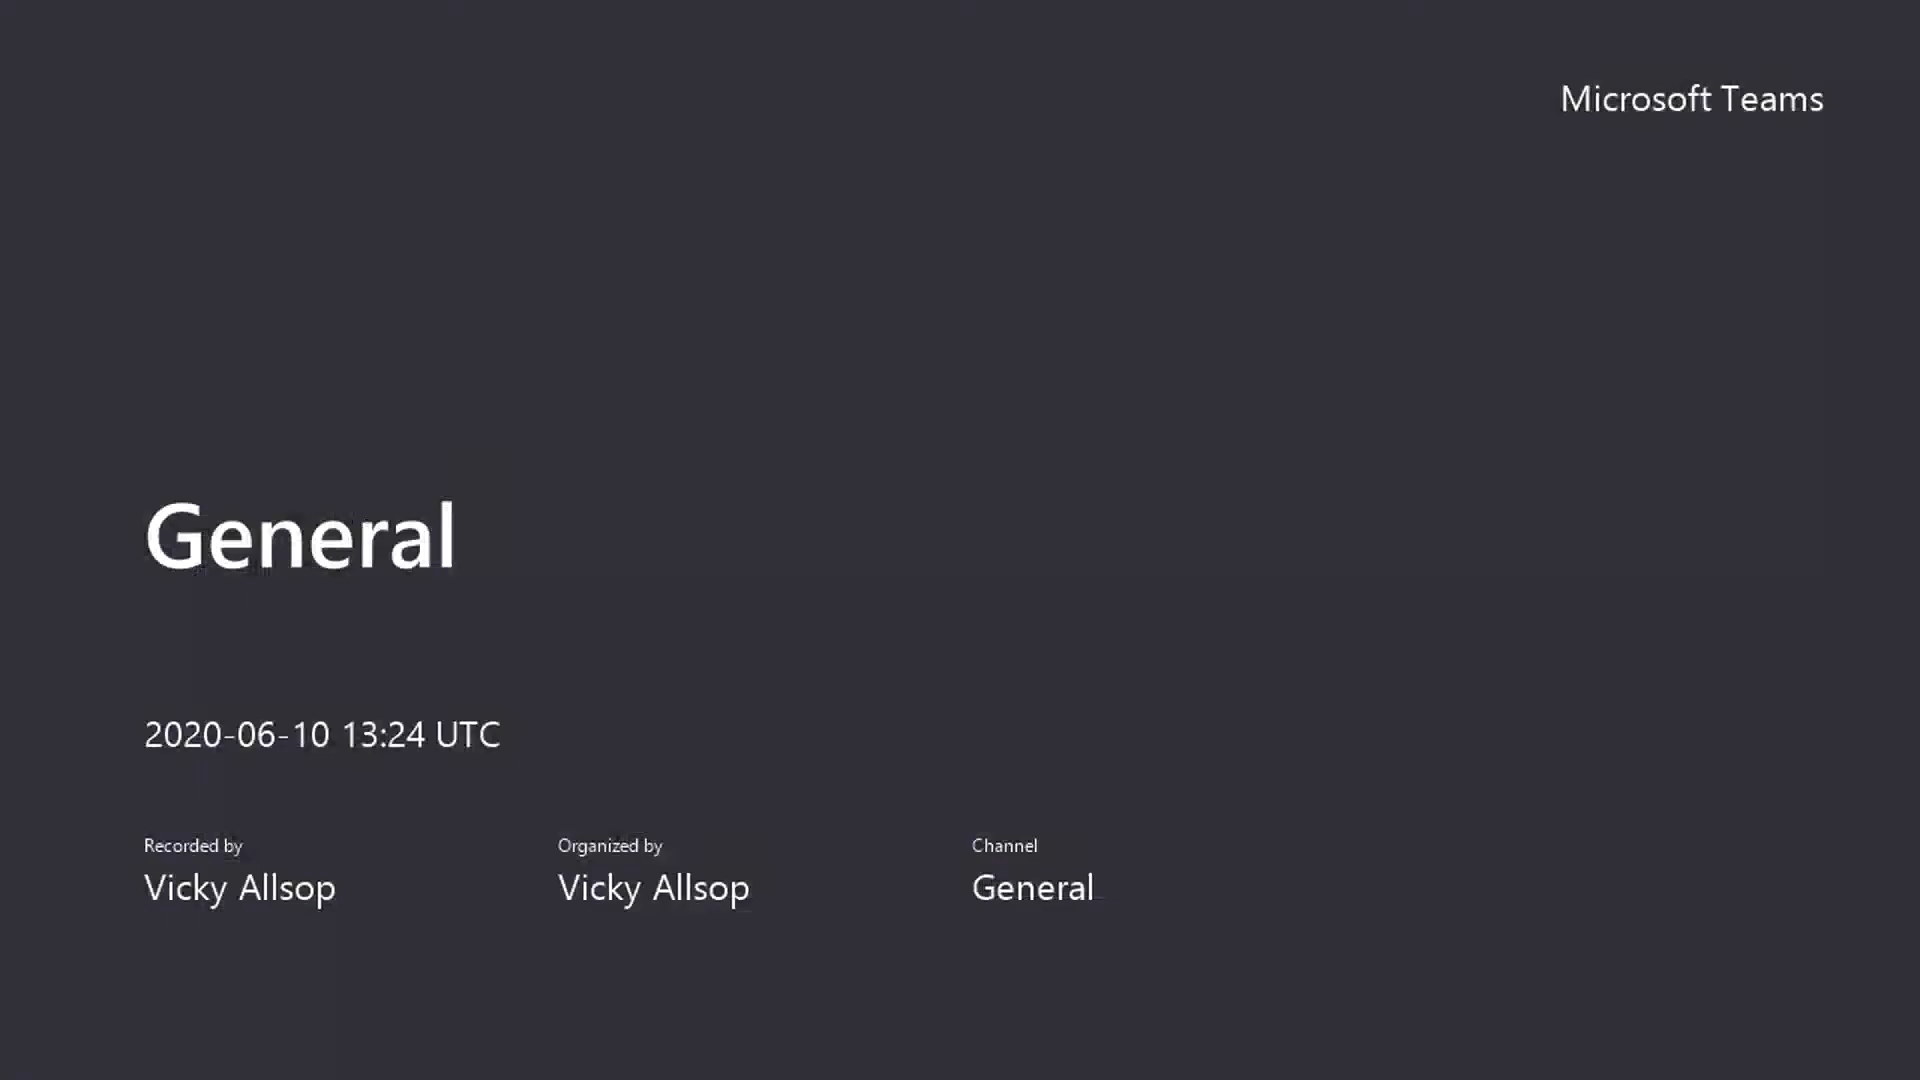 Microsoft Teams
General
2020-06-10 13:24 UTC
Recorded by
Vicky Allsop
Organized by
Vicky Allsop
Channel
General